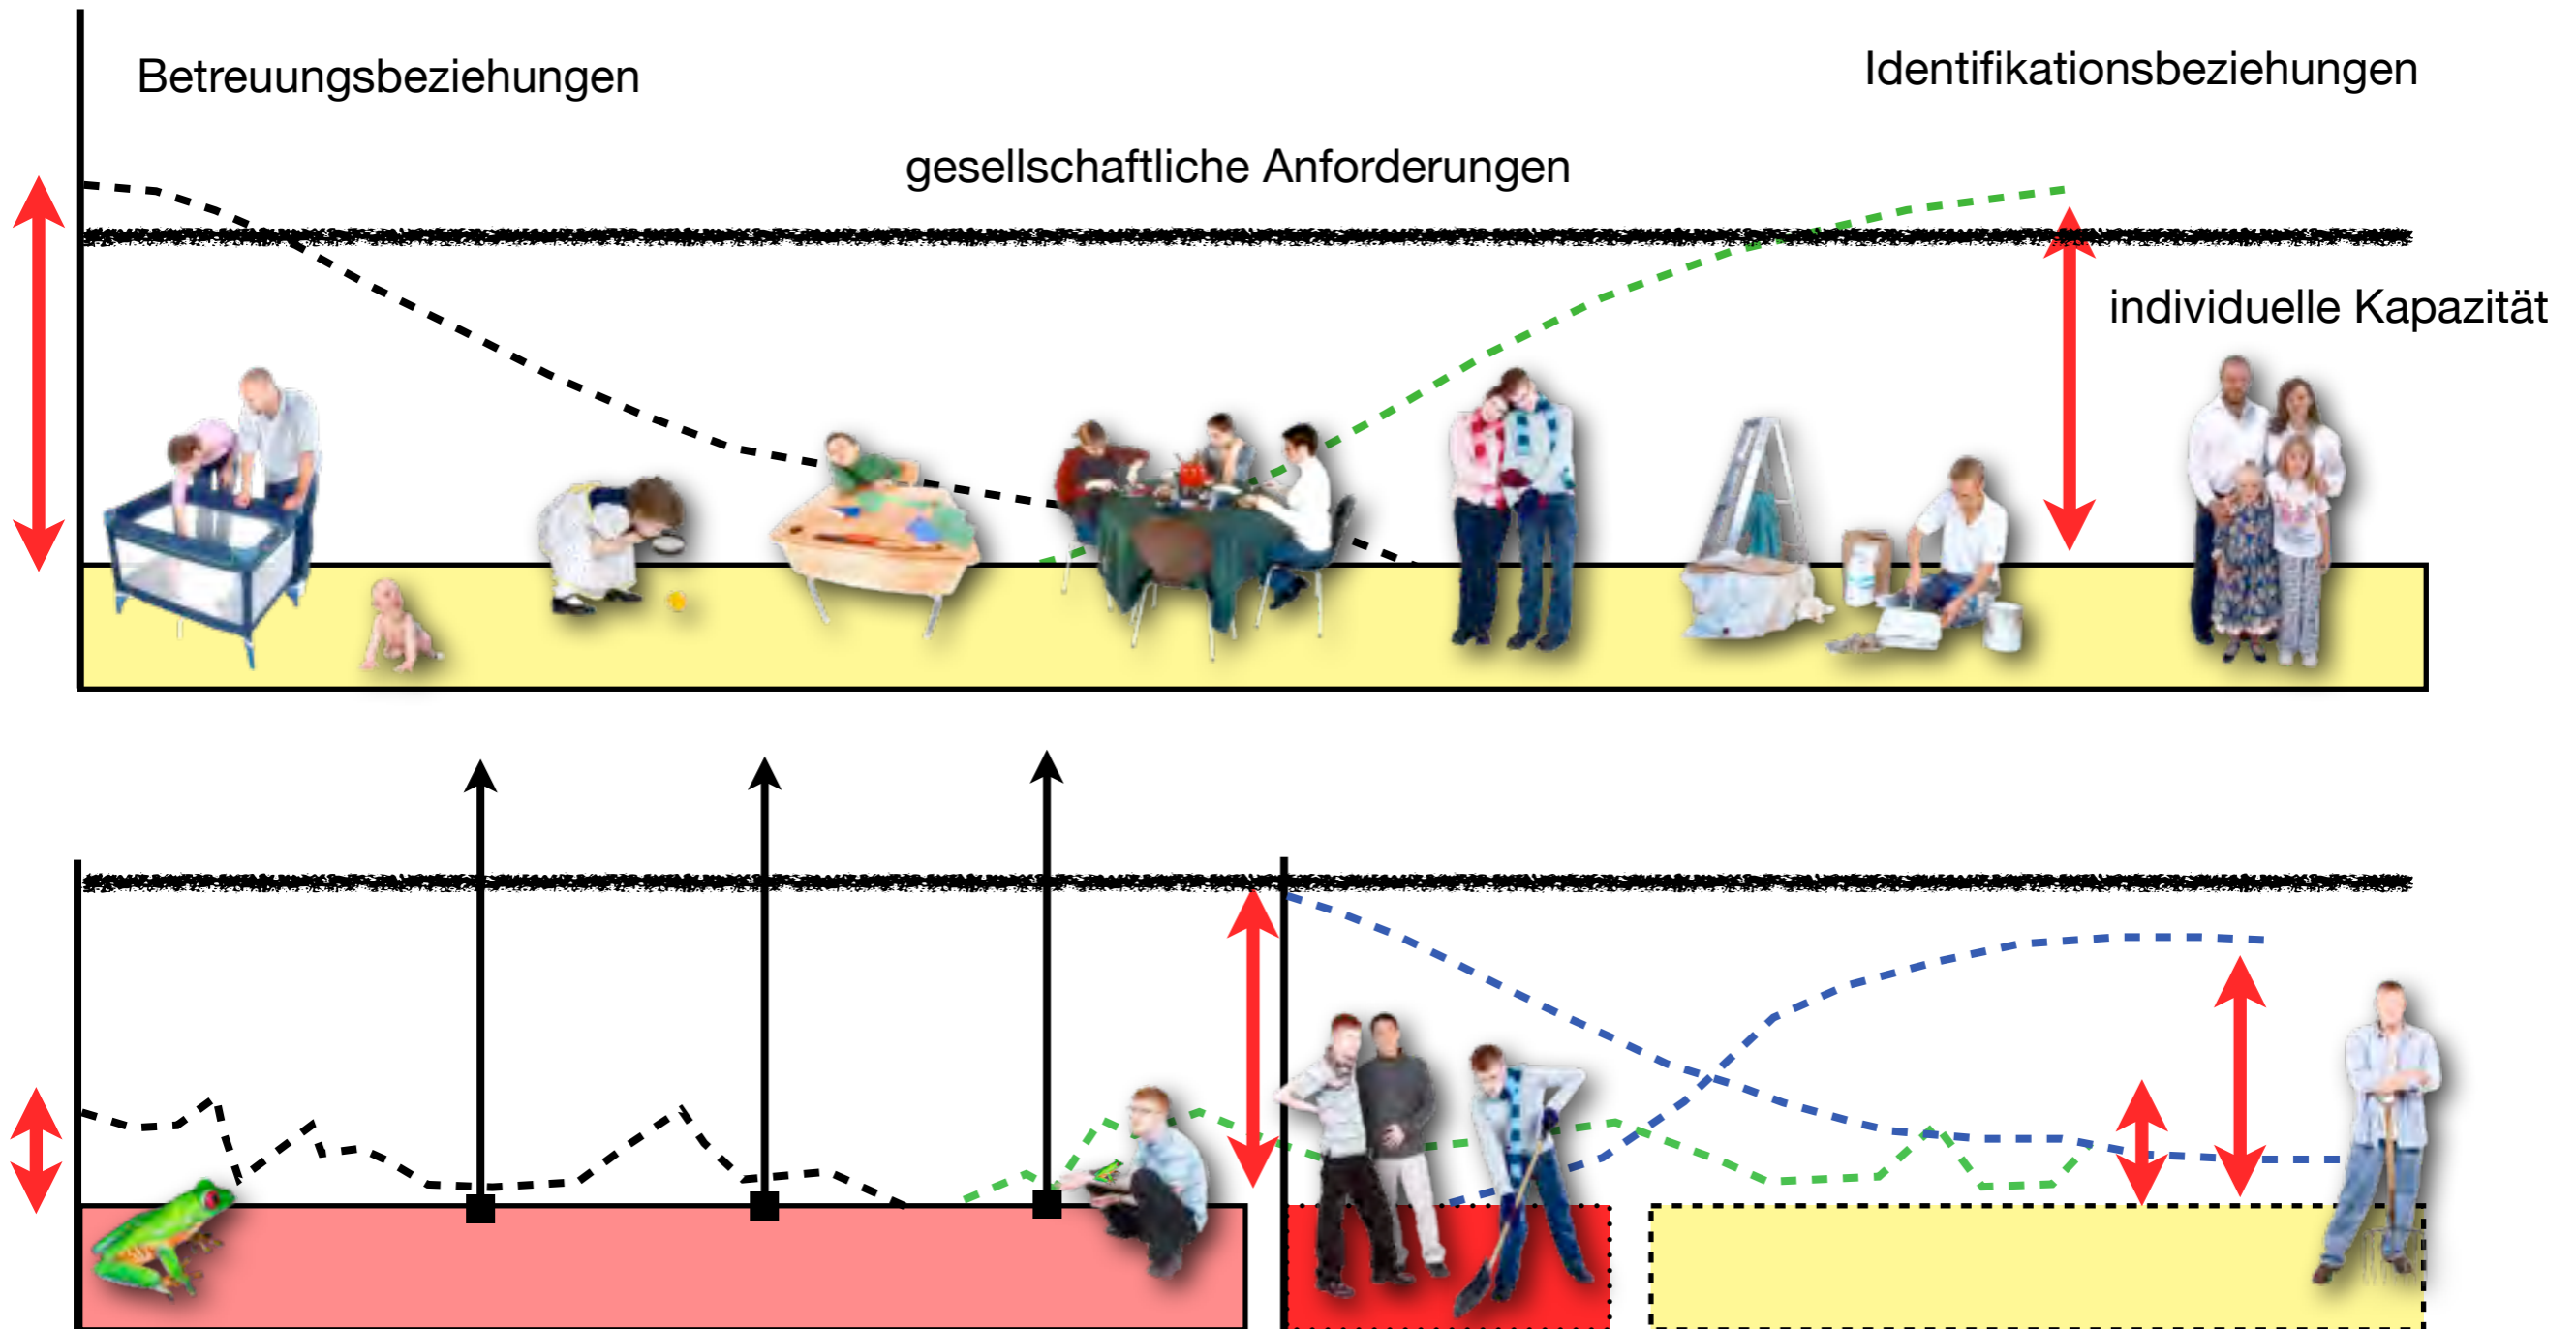 Betreuungsbeziehungen
Identifikationsbeziehungen
gesellschaftliche Anforderungen
individuelle Kapazität